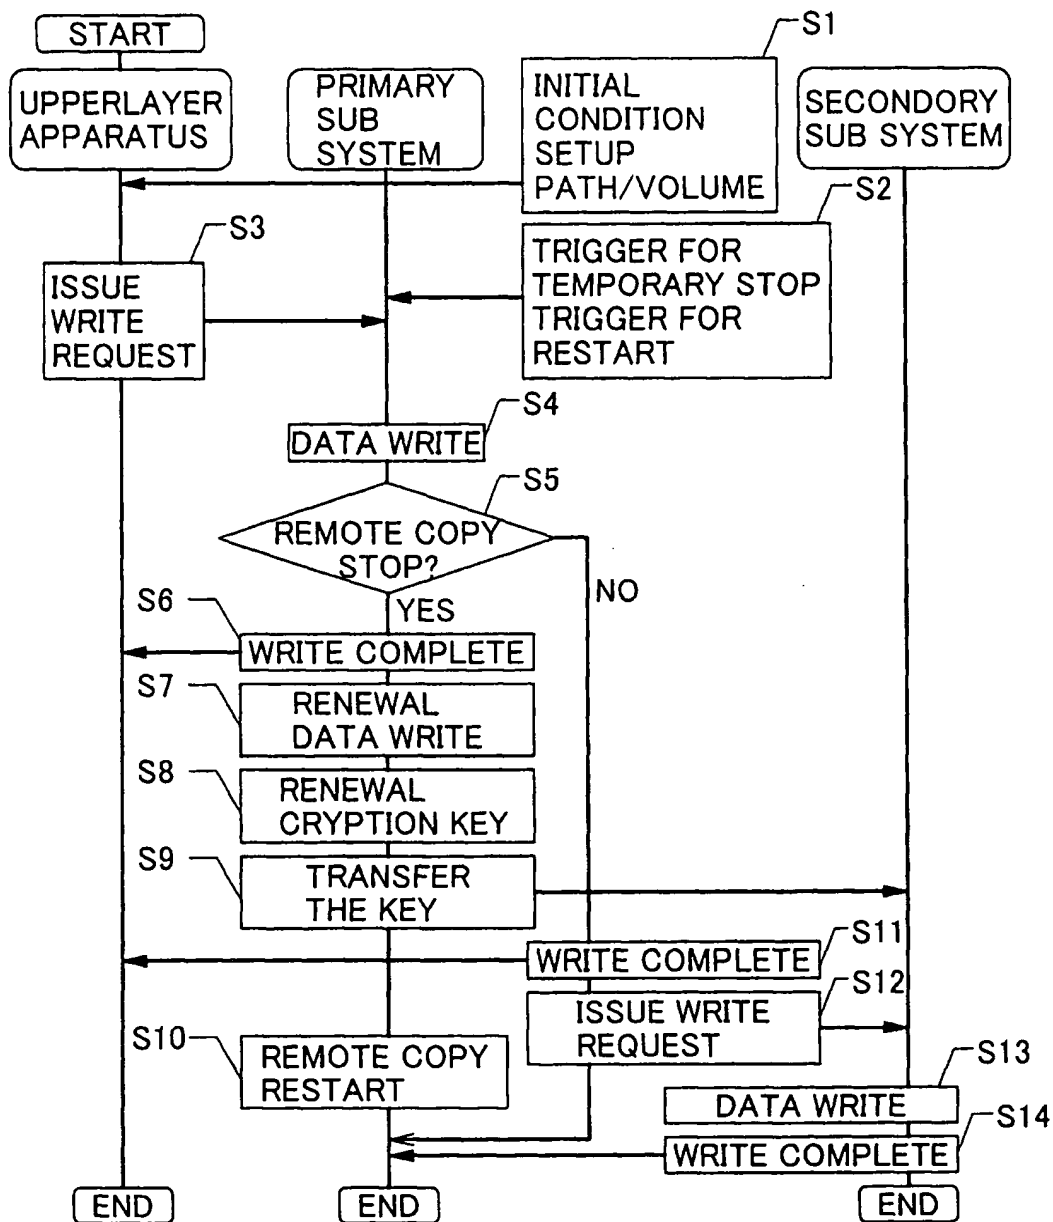 START
S1
UPPERLAYER
APPARATUS
PRIMARY
SUB
SYSTEM
INITIAL
CONDITION
SETUP
PATH/VOLUME
SECONDORY
SUB SYSTEM
S2
S3
TRIGGER FOR
TEMPORARY STOP
TRIGGER FOR
RESTART
ISSUE
WRITE
REQUEST
S4
DATA WRITE
S5
REMOTE COPY
STOP?
NO
YES
S6
WRITE COMPLETE
S7
RENEWAL
DATA WRITE
S8
RENEWAL
CRYPTION KEY
S9
TRANSFER
THE KEY
S11
WRITE COMPLETE
S12
ISSUE WRITE
REQUEST
S10
REMOTE COPY
RESTART
S13
DATA WRITE
S14
WRITE COMPLETE
END
END
END